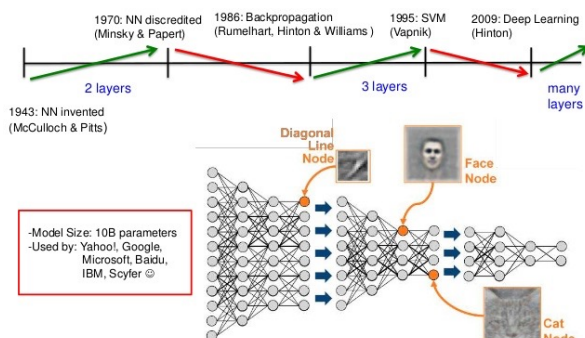 1970: NN discredited
(Minsky & Papert)
1986: Backpropagation
(Rumelhart, Hinton & Williams )
1995: SVM
(Vapnik)
2009: Deep Learning
(Hinton)
2 layers
3 layers
many
layers
1943: NN invented
(McCulloch & Pitts)
Diagonal
Line
Node
Face
Node
-Model Size: 10B parameters
-Used by: Yahoo!, Google,
Microsoft, Baidu,
IBM, Scyfer ☺
Cat
Node